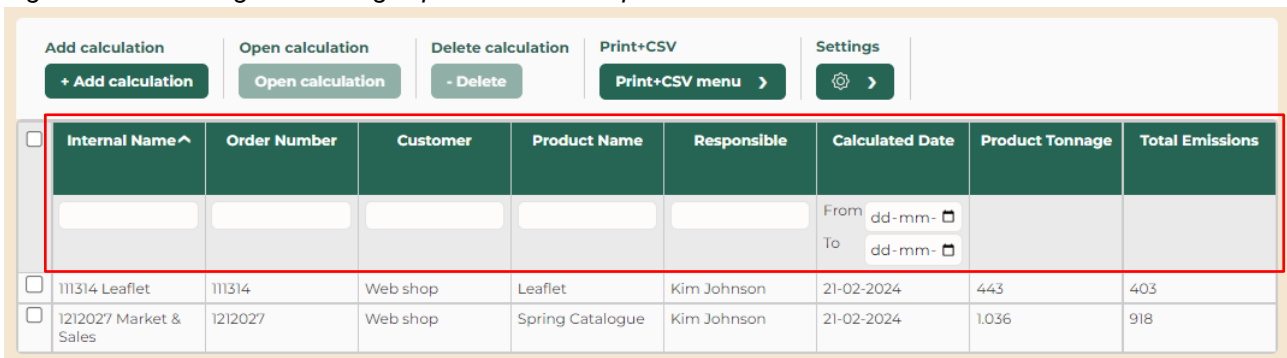 Add calculation Open calculation Delete calculation Print+CSV Settings
+ Add calculation Open calculation - Delete Print+CSV menu ❯ ❯
Internal Name^ Order Number Customer Product Name Responsible Calculated Date Product Tonnage Total Emissions
From dd-mm-
To dd-mm-
111314 Leaflet 111314 Web shop Leaflet Kim Johnson 21-02-2024 443 403
1212027 Market & 1212027 Web shop Spring Catalogue Kim Johnson 21-02-2024 1.036 918
Sales